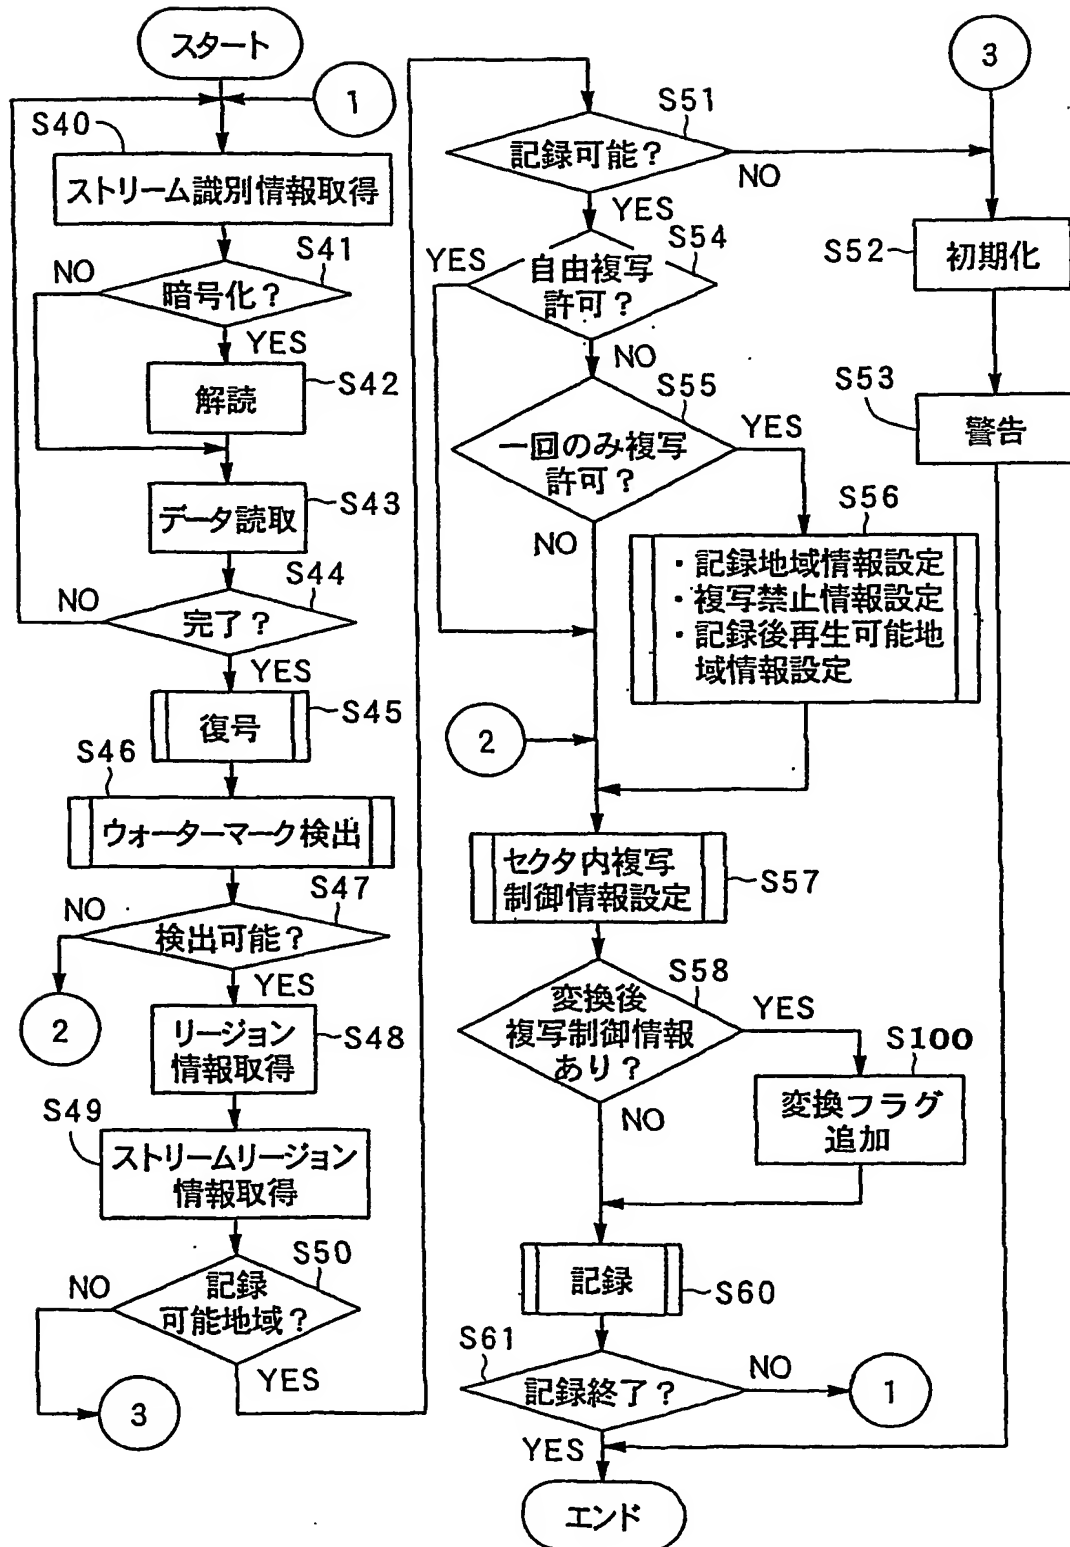 スタート
1
S40
ストリーム識別情報取得
S41
NO
暗号化?
YES
解読
S42
データ読取
S43
S44
NO
完了?
YES
復号
S45
S46
ウォーターマーク検出
S47
NO
検出可能?
YES
2
リージョン
情報取得
S48
S49
ストリームリージョン
情報取得
S50
NO
記録
可能地域?
YES
3
S51
記録可能?
NO
YES
S54
YES
自由複写
許可?
NO
S55
一回のみ複写
許可?
YES
NO
S56
・記録地域情報設定
・複写禁止情報設定
・記録後再生可能地
域情報設定
2
セクタ内複写
制御情報設定
S57
S58
変換後
複写制御情報
あり?
YES
NO
S100
変換フラグ
追加
記録
S60
S61
記録終了?
NO
1
YES
エンド
3
S52
初期化
S53
警告